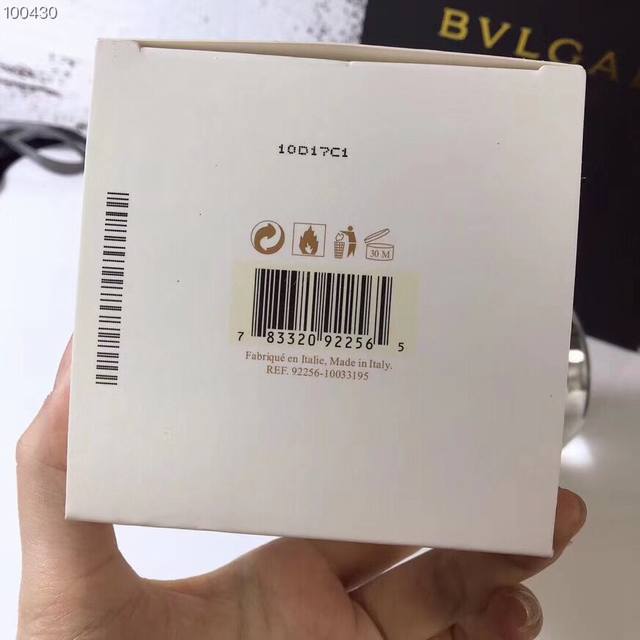 100430
BVLGA
10D17C1
30 M
7 83320 92256 5
Fabriqué en Italie, Made in Italy.
REF. 92256-10033195